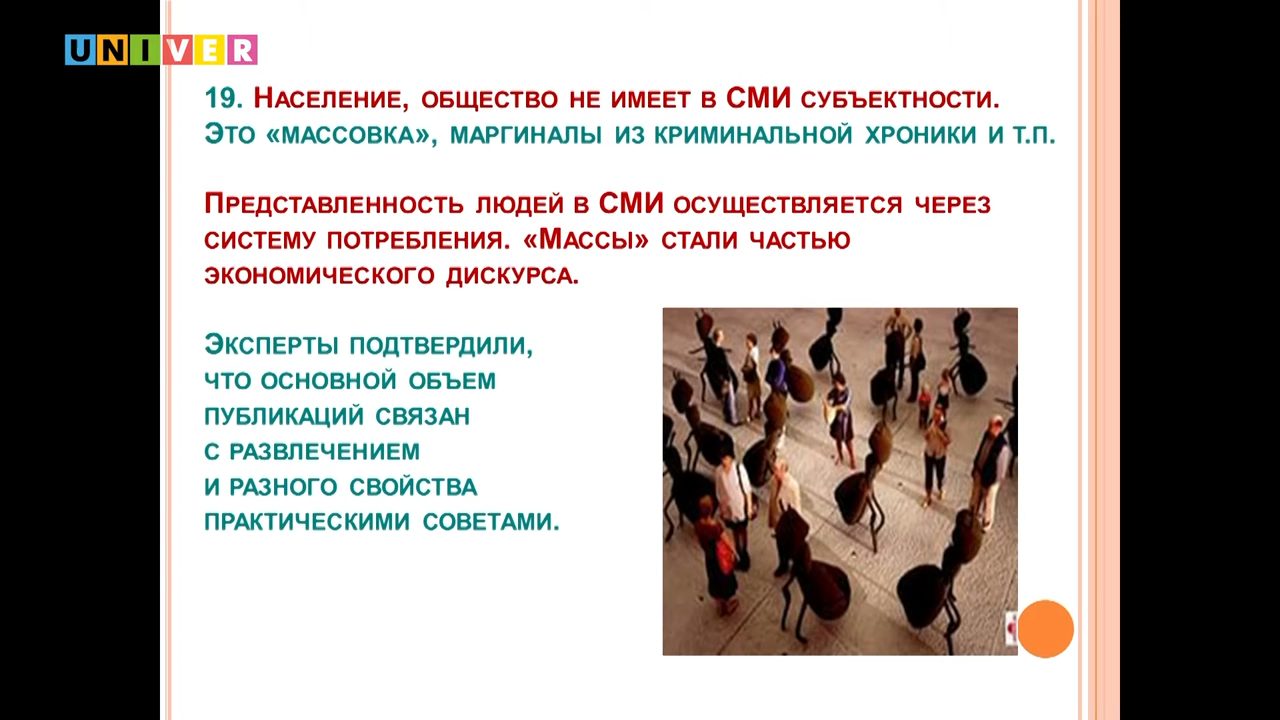 UNIVER
19. Население, общество не имеет в СМИ субъектности.
Это «массовка», маргиналы из криминальной хроники и т.п.
Представленность людей в СМИ осуществляется через
систему потребления. «Массы» стали частью
экономического дискурса.
Эксперты подтвердили,
что основной объем
публикаций связан
с развлечением
и разного свойства
практическими советами.